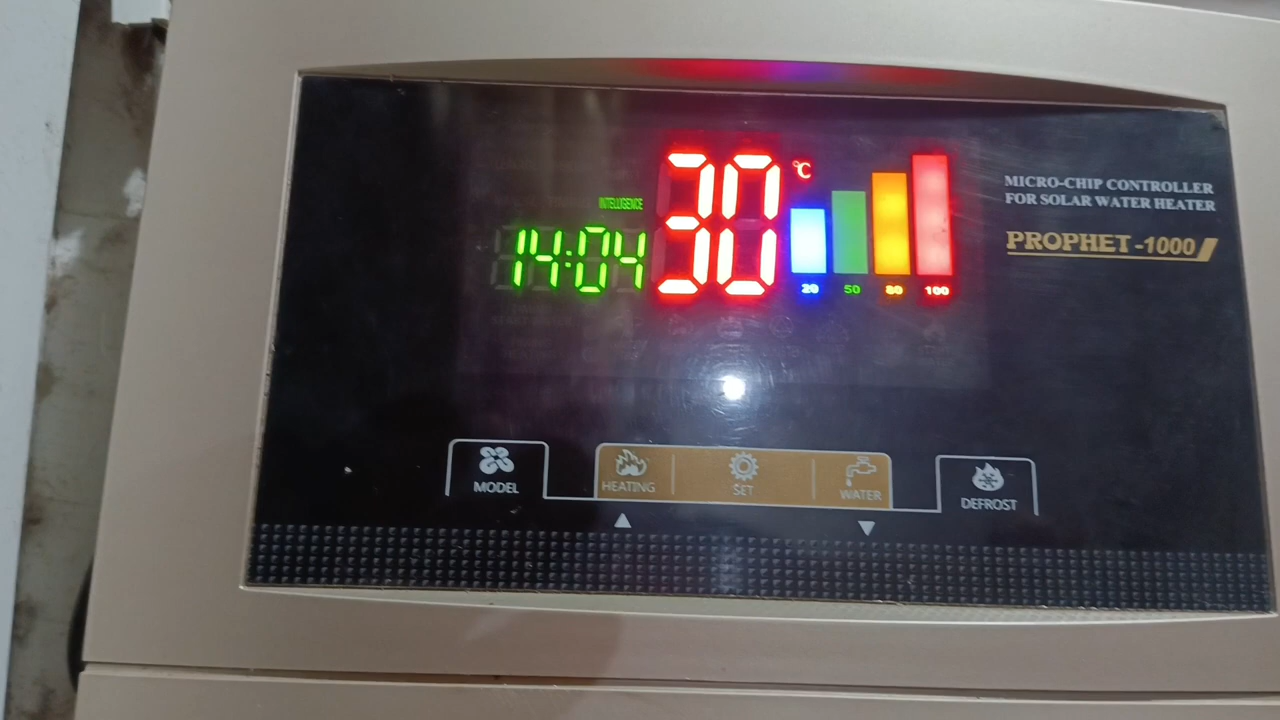 INTELLIGENCE
14:04
30 °C
20 50 80 100
MICRO-CHIP CONTROLLER
FOR SOLAR WATER HEATER
PROPHET -1000
MODEL
HEATING
SET
WATER
DEFROST